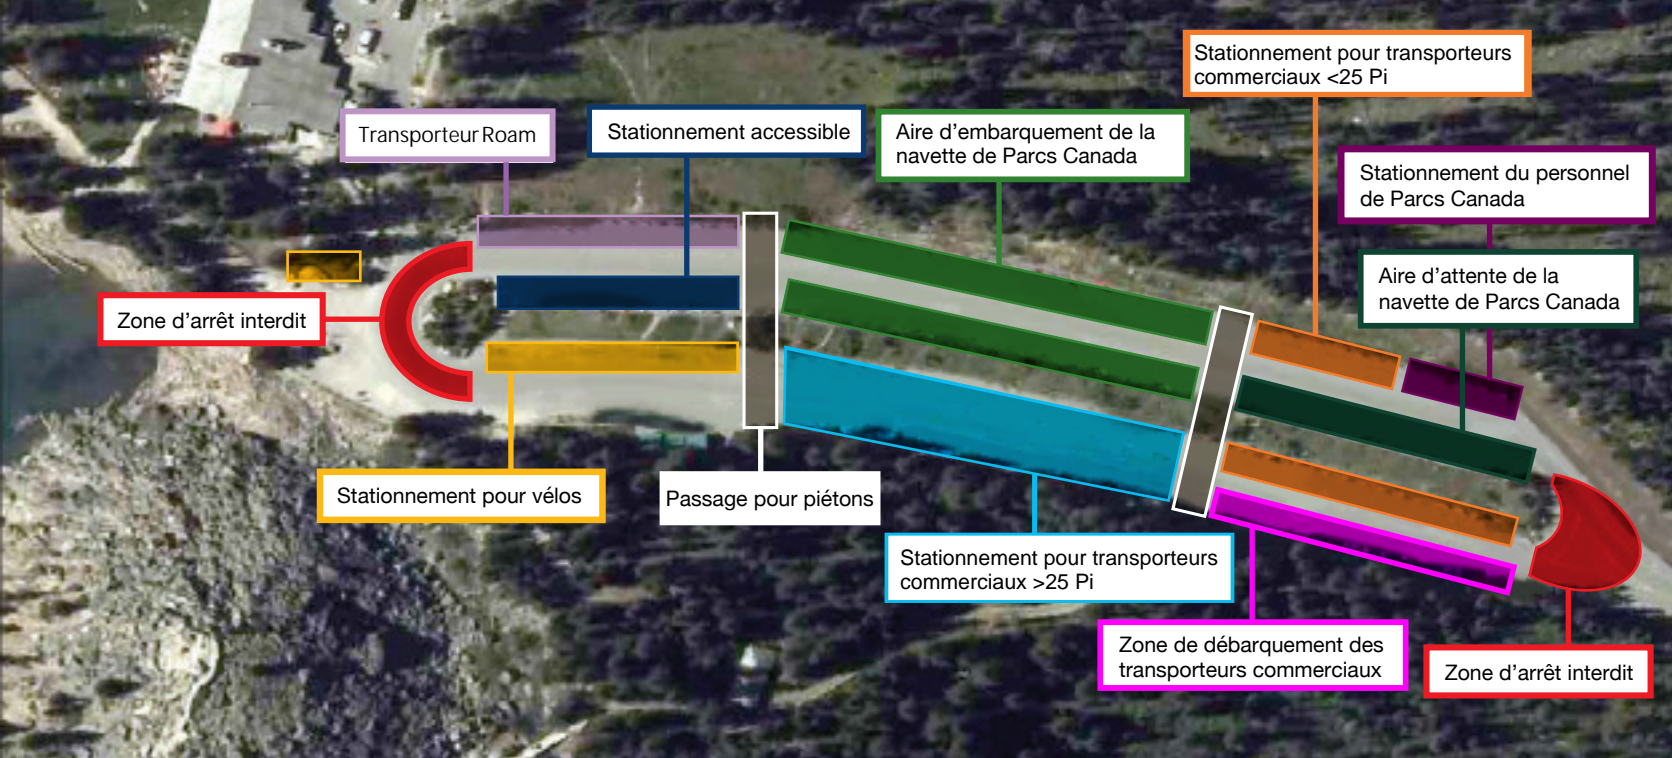 Stationnement pour transporteurs
commerciaux <25 Pi
Transporteur Roam
Stationnement accessible
Aire d'embarquement de la
navette de Parcs Canada
Stationnement du personnel
de Parcs Canada
Aire d'attente de la
navette de Parcs Canada
Zone d'arrêt interdit
Stationnement pour vélos
Passage pour piétons
Stationnement pour transporteurs
commerciaux >25 Pi
Zone de débarquement des
transporteurs commerciaux
Zone d'arrêt interdit